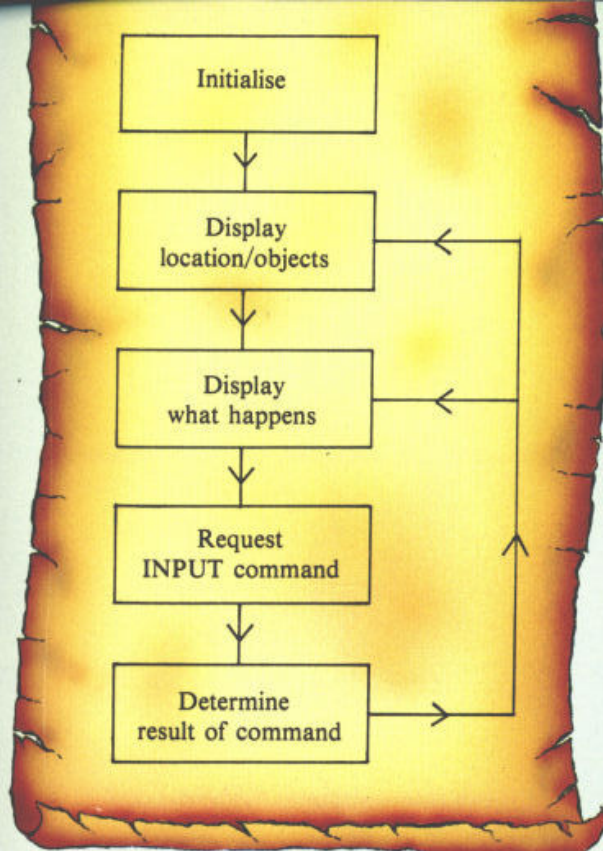 Initialise
Display
location/objects
Display
what happens
Request
INPUT command
Determine
result of command